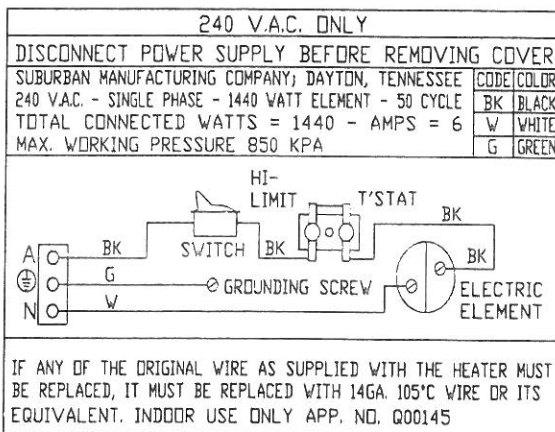 240 V.A.C. ONLY
DISCONNECT POWER SUPPLY BEFORE REMOVING COVER
SUBURBAN MANUFACTURING COMPANY; DAYTON, TENNESSEE
240 V.A.C. - SINGLE PHASE - 1440 WATT ELEMENT - 50 CYCLE
TOTAL CONNECTED WATTS = 1440 - AMPS = 6
MAX. WORKING PRESSURE 850 KPA
CODE COLOR
BK BLACK
W WHITE
G GREEN
HI-
LIMIT T'STAT
BK
A BK SWITCH BK BK
G GROUNDING SCREW ELECTRIC
N W ELEMENT
IF ANY OF THE ORIGINAL WIRE AS SUPPLIED WITH THE HEATER MUST
BE REPLACED, IT MUST BE REPLACED WITH 14GA. 105°C WIRE OR ITS
EQUIVALENT. INDOOR USE ONLY APP. NO. Q00145